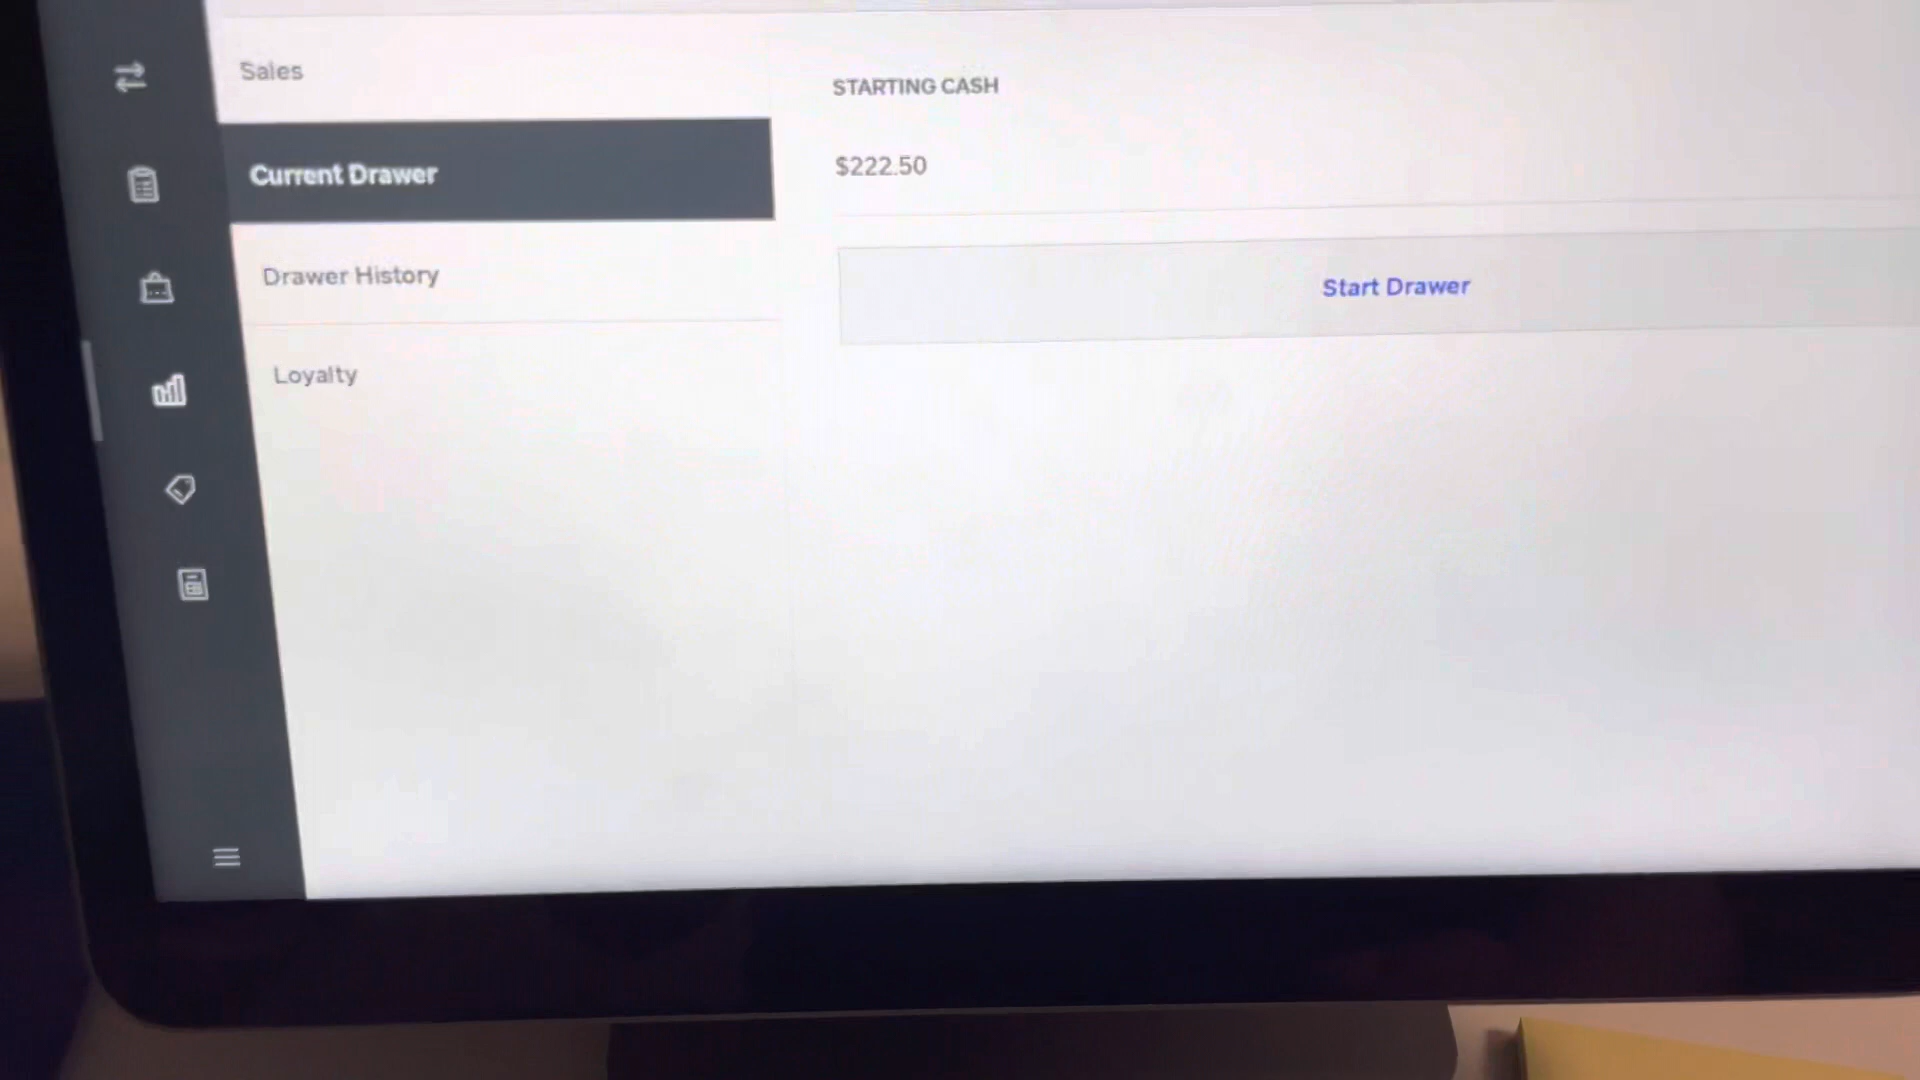 Sales
Current Drawer
Drawer History
Loyalty
STARTING CASH
$222.50
Start Drawer